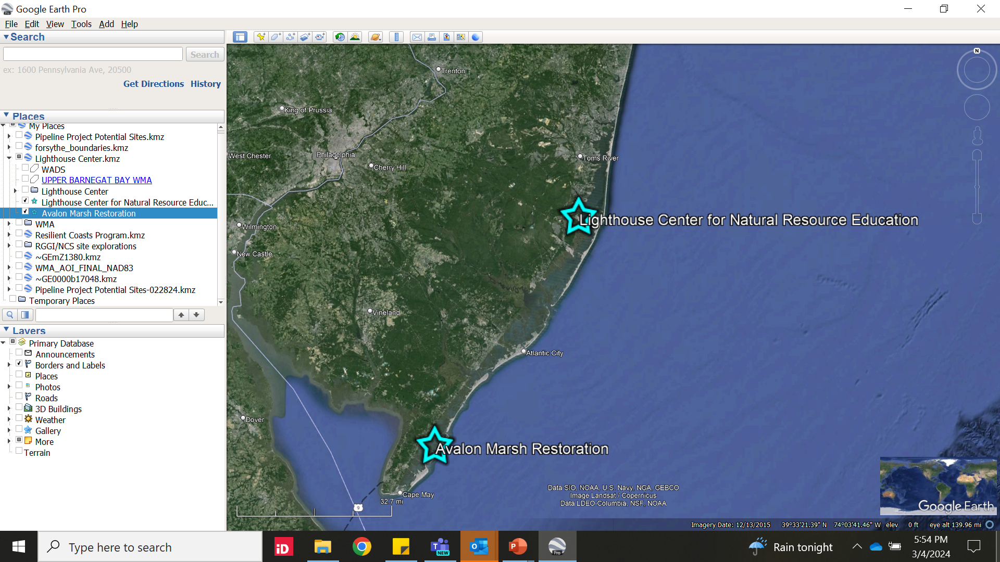 Google Earth Pro
File Edit View Tools Add Help
Search
Search
ex: 1600 Pennsylvania Ave, 20500
Get Directions History
Places
My Places
Pipeline Project Potential Sites.kmz
forsythe_boundaries.kmz
Lighthouse Center.kmz
WADS
UPPER BARNEGAT BAY WMA
Lighthouse Center
Lighthouse Center for Natural Resource Educ...
Avalon Marsh Restoration
WMA
Resilient Coasts Program.kmz
RGGI/NCS site explorations
~GEmZ1380.kmz
WMA_AOI_FINAL_NAD83
~GE0000b17048.kmz
Pipeline Project Potential Sites-022824.kmz
Temporary Places
Layers
Primary Database
Announcements
Borders and Labels
Places
Photos
Roads
3D Buildings
Weather
Gallery
More
Terrain
N
Trenton
King of Prussia
West Chester
Philadelphia
Cherry Hill
Toms River
Lighthouse Center for Natural Resource Education
Wilmington
New Castle
Vineland
Atlantic City
Dover
Avalon Marsh Restoration
Cape May
32.7 mi
9
Data SIO, NOAA, U.S. Navy, NGA, GEBCO
Image Landsat / Copernicus
Data LDEO-Columbia, NSF, NOAA
Google Earth
Imagery Date: 12/13/2015 39°33'21.39" N 74°03'41.46" W elev 0 ft eye alt 139.96 mi
Type here to search
iD
T
NEW
O
P
Pro
Rain tonight
5:54 PM
3/4/2024